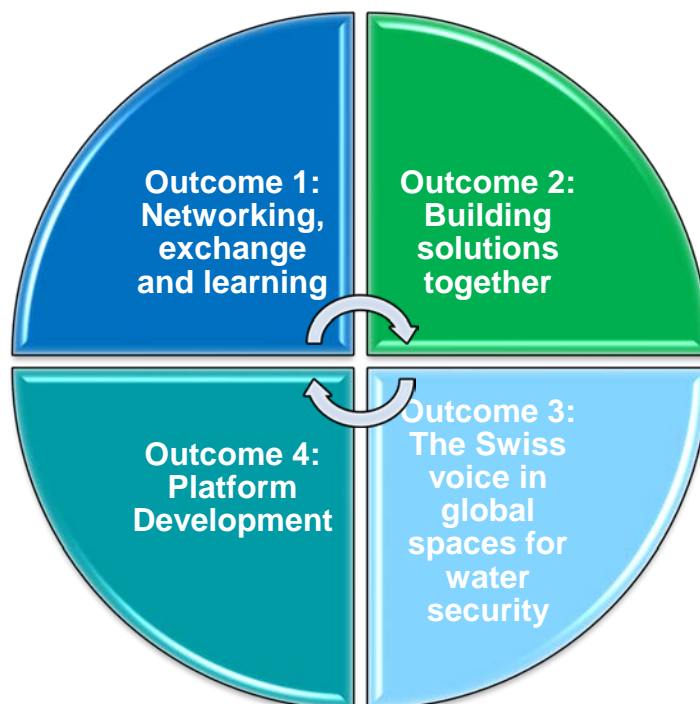 Outcome 1:
Networking,
exchange
and learning
Outcome 2:
Building
solutions
together
Outcome 4:
Platform
Development
Outcome 3:
The Swiss
voice in
global
spaces for
water
security